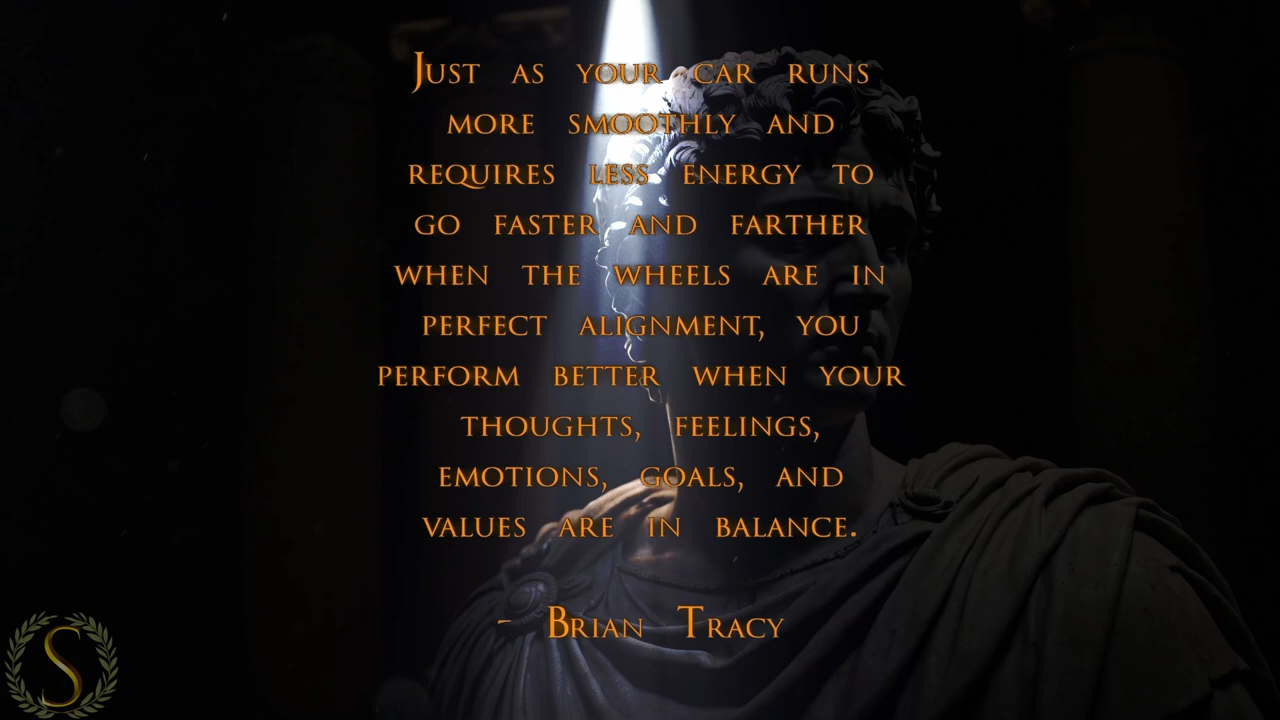 Just as your car runs
more smoothly and
requires less energy to
go faster and farther
when the wheels are in
perfect alignment, you
perform better when your
thoughts, feelings,
emotions, goals, and
values are in balance.
- Brian Tracy
S